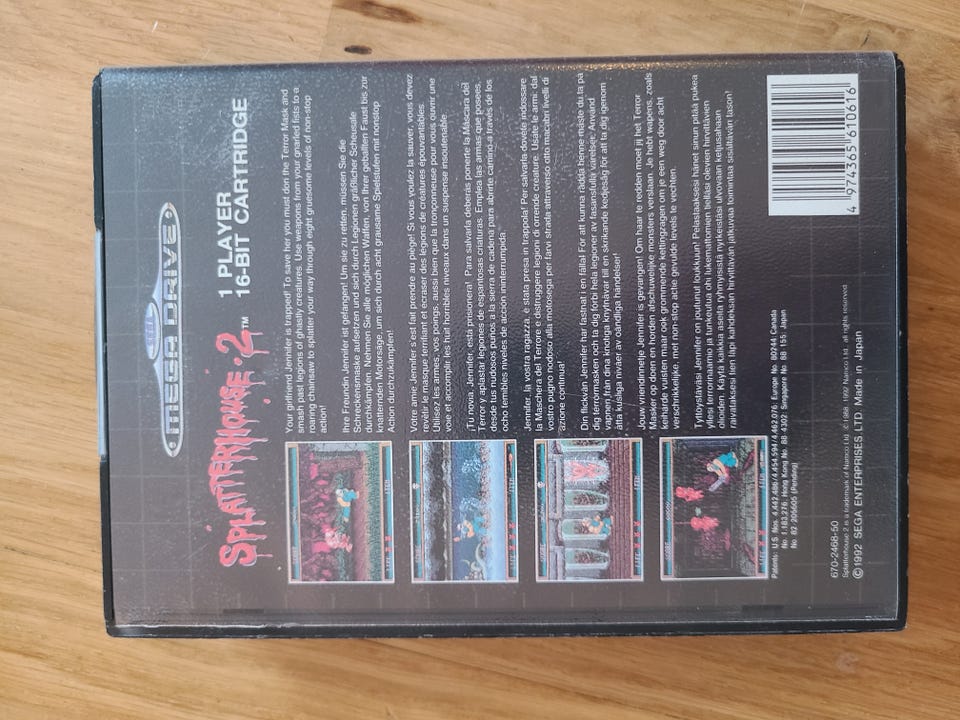 MEGA DRIVE
SPLATTERHOUSE·2™
1 PLAYER
16-BIT CARTRIDGE
Your girlfriend Jennifer is trapped! To save her you must don the Terror Mask and
smash past legions of ghastly creatures. Use weapons from your gnarled fists to a
roaring chainsaw to splatter your way through eight gruesome levels of non-stop
action!
Ihre Freundin Jennifer ist gefangen! Um sie zu retten, müssen Sie die
Schreckensmaske aufsetzen und sich durch Legionen gräßlicher Scheusale
durchkämpfen. Nehmen Sie alle möglichen Waffen, von Ihrer geballten Faust bis zur
knatternden Motorsäge, um sich durch acht grausame Spielstufen mit nonstop
Action durchzukämpfen!
Votre amie Jennifer s'est fait prendre au piège! Si vous voulez la sauver, vous devez
revêtir le masque terrifiant et écraser des légions de créatures épouvantables.
Utilisez les armes, vos poings, aussi bien que la tronçonneuse pour vous ouvrir une
voie et accomplir les huit horribles niveaux dans un suspense insoutenable.
¡Tu novia, Jennifer, está prisionera! Para salvarla deberás ponerte la Máscara del
Terror y aplastar legiones de espantosas criaturas. Emplea las armas que posees,
desde tus nudosos puños a la sierra de cadena para abrirte camino a través de los
ocho temibles niveles de acción ininterrumpida.
Jennifer, la vostra ragazza, è stata presa in trappola! Per salvarla dovete indossare
la Maschera del Terrore e distruggere legioni di orrende creature. Usate le armi, dal
vostro pugno nodoso alla motosega per farvi strada attraverso otto macabri livelli di
azione continua!
Din flickvän Jennifer har fastnat i en fälla! För att kunna rädda henne måste du ta på
dig terrormasken och ta dig förbi hela legioner av fasansfulla varelser. Använd
vapnen, från dina knotiga knytnävar till en skrikande kedjesåg för att ta dig igenom
åtta kusliga nivåer av oändliga händelser!
Jouw vriendinnetje Jennifer is gevangen! Om haar te redden moet jij het Terror
Masker op doen en horden afschuwelijke monsters verslaan. Je hebt wapens, zoals
keiharde vuisten maar ook grommende kettingzagen om je een weg door acht
verschrikkelijke, met non-stop aktie gevulde levels te vechten.
Tyttöystäväsi Jennifer on joutunut loukkuun! Pelastaaksesi hänet sinun pitää pukea
yllesi terrorinaamio ja tunkeutua ohi lukemattomien tielläsi olevien hirvittävien
olioiden. Käytä kaikkia aseita ryhmyisistä nyrkeistäsi ulvovaan ketjusahaan
raivataksesi tien läpi kahdeksan hirvittävän jatkuvaa toimintaa sisältävän tason!
Patents: U.S. Nos. 4,442,486/4,454,594/4,462,076; Europe No. 80244; Canada
No. 1,183,276; Hong Kong No. 88-4302; Singapore No. 88-155; Japan
No. 82-205605 (Pending)
670-2468-50
Splatterhouse 2 is a trademark of Namco Ltd. © 1988, 1992 Namco Ltd., all rights reserved
©1992 SEGA ENTERPRISES LTD. Made in Japan
4 974365 616061